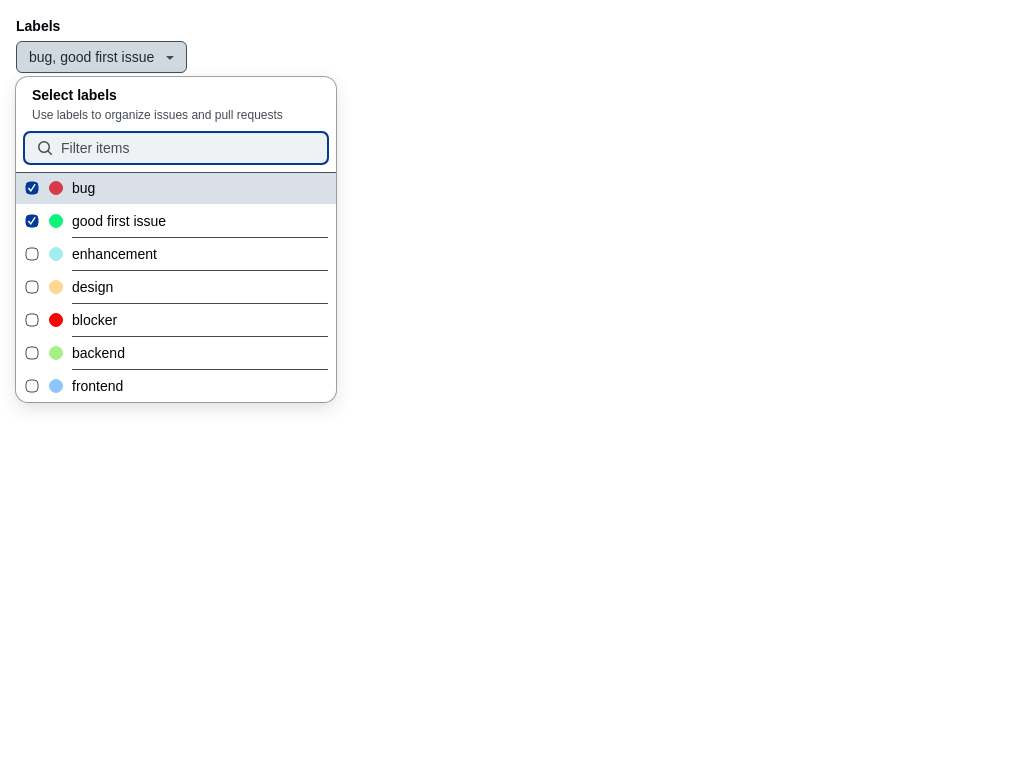 Labels
bug, good first issue
Select labels
Use labels to organize issues and pull requests
Filter items
bug
good first issue
enhancement
design
blocker
backend
frontend